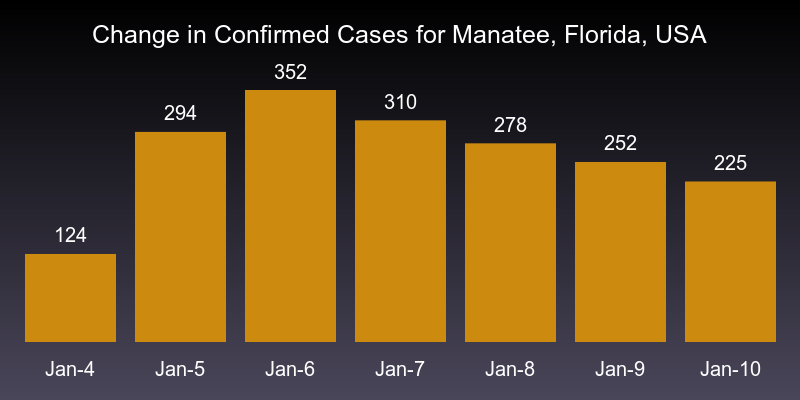 Change in Confirmed Cases for Manatee, Florida, USA
124
294
352
310
278
252
225
Jan-4
Jan-5
Jan-6
Jan-7
Jan-8
Jan-9
Jan-10